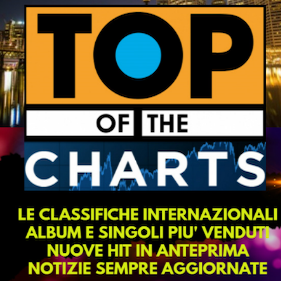 TOP
OF THE
CHARTS
LE CLASSIFICHE INTERNAZIONALI
ALBUM E SINGOLI PIU' VENDUTI
NUOVE HIT IN ANTEPRIMA
NOTIZIE SEMPRE AGGIORNATE